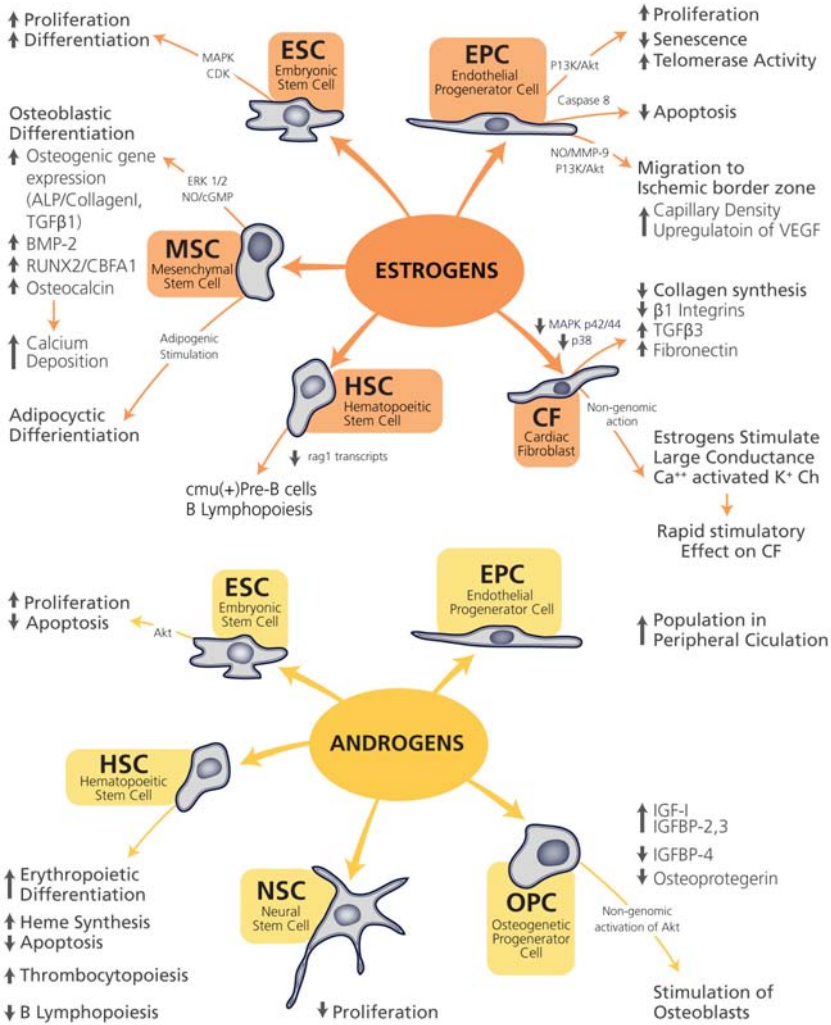 Proliferation
Differentiation
MAPK
CDK
ESC
Embryonic
Stem Cell
EPC
Endothelial
Progenerator Cell
P13K/Akt
Proliferation
Senescence
Telomerase Activity
Caspase 8
Apoptosis
NO/MMP-9
P13K/Akt
Migration to
Ischemic border zone
Capillary Density
Upregulatoin of VEGF
Osteoblastic
Differentiation
Osteogenic gene
expression
(ALP/CollagenI,
TGFβ1)
BMP-2
RUNX2/CBFA1
Osteocalcin
Calcium
Deposition
ERK 1/2
NO/cGMP
MSC
Mesenchymal
Stem Cell
Adipogenic
Stimulation
Adipocyctic
Differientiation
ESTROGENS
HSC
Hematopoeitic
Stem Cell
rag1 transcripts
cmu(+)Pre-B cells
B Lymphopoiesis
MAPK p42/44
p38
CF
Cardiac
Fibroblast
Collagen synthesis
β1 Integrins
TGFβ3
Fibronectin
Non-genomic
action
Estrogens Stimulate
Large Conductance
Ca⁺⁺ activated K⁺ Ch
Rapid stimulatory
Effect on CF
Proliferation
Apoptosis
Akt
ESC
Embryonic
Stem Cell
EPC
Endothelial
Progenerator Cell
Population in
Peripheral Ciculation
ANDROGENS
HSC
Hematopoeitic
Stem Cell
Erythropoietic
Differentiation
Heme Synthesis
Apoptosis
Thrombocytopoiesis
B Lymphopoiesis
NSC
Neural
Stem Cell
Proliferation
OPC
Osteogenetic
Progenerator
Cell
IGF-I
IGFBP-2,3
IGFBP-4
Osteoprotegerin
Non-genomic
activation of Akt
Stimulation of
Osteoblasts